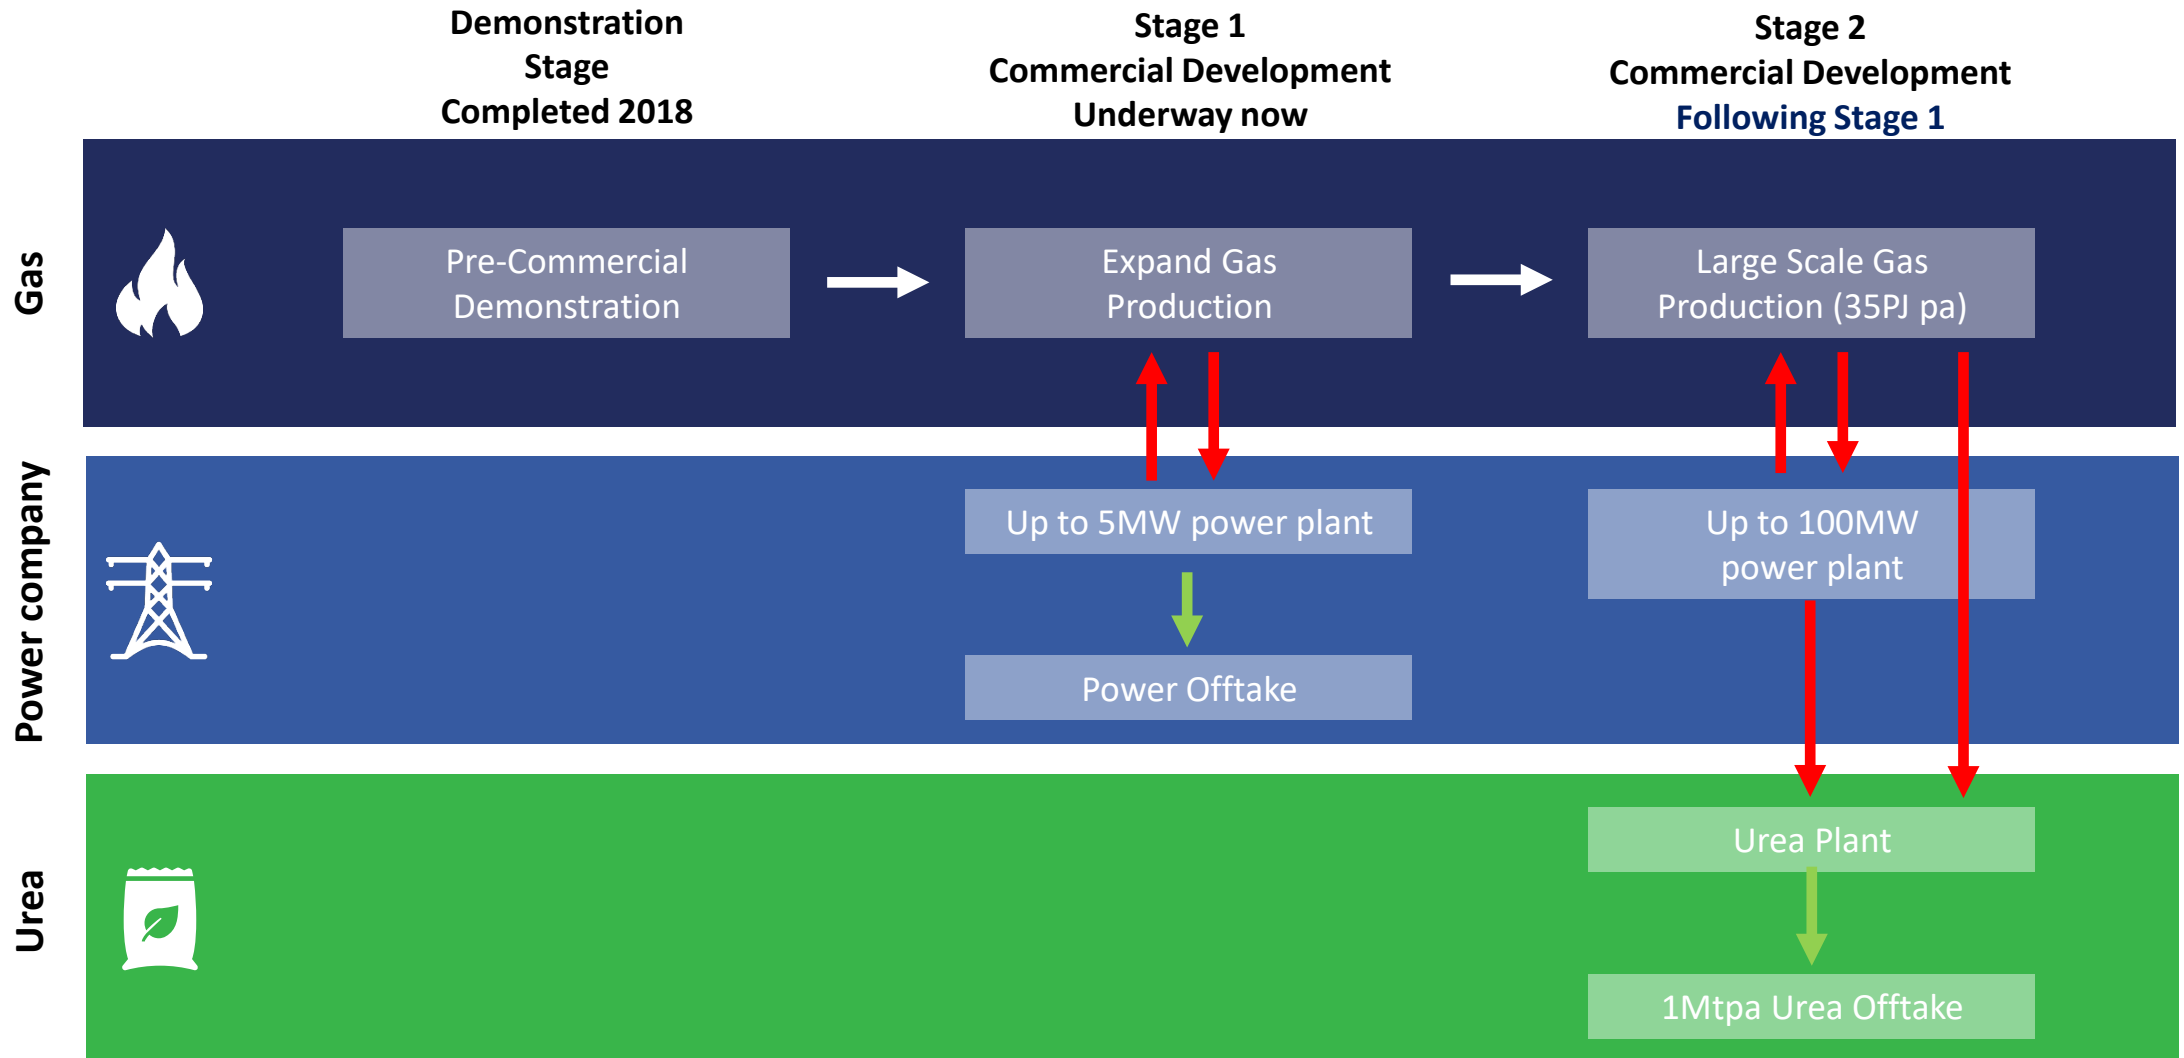 Demonstration
Stage
Completed 2018
Stage 1
Commercial Development
Underway now
Stage 2
Commercial Development
Following Stage 1
Gas
Pre-Commercial
Demonstration
Expand Gas
Production
Large Scale Gas
Production (35PJ pa)
Power company
Up to 5MW power plant
Up to 100MW
power plant
Power Offtake
Urea
Urea Plant
1Mtpa Urea Offtake